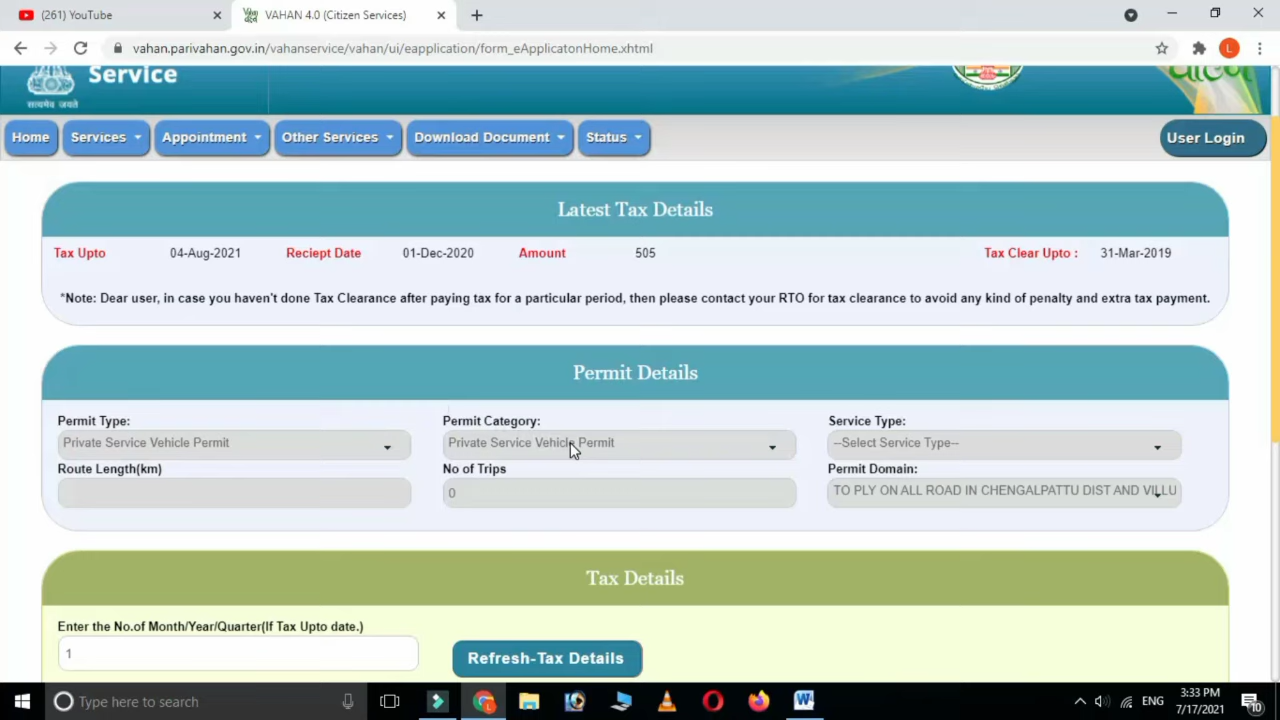 (261) YouTube
VAHAN 4.0 (Citizen Services)
vahan.parivahan.gov.in/vahanservice/vahan/ui/eapplication/form_eApplicatonHome.xhtml
L
Service
सत्यमेव जयते
Home Services Appointment Other Services Download Document Status User Login
Latest Tax Details
Tax Upto 04-Aug-2021 Reciept Date 01-Dec-2020 Amount 505 Tax Clear Upto : 31-Mar-2019
*Note: Dear user, in case you haven't done Tax Clearance after paying tax for a particular period, then please contact your RTO for tax clearance to avoid any kind of penalty and extra tax payment.
Permit Details
Permit Type: Permit Category: Service Type:
Private Service Vehicle Permit Private Service Vehicle Permit --Select Service Type--
Route Length(km) No of Trips Permit Domain:
0 TO PLY ON ALL ROAD IN CHENGALPATTU DIST AND VILLU
Tax Details
Enter the No.of Month/Year/Quarter(If Tax Upto date.)
1 Refresh-Tax Details
Type here to search
ENG
3:33 PM
7/17/2021
10